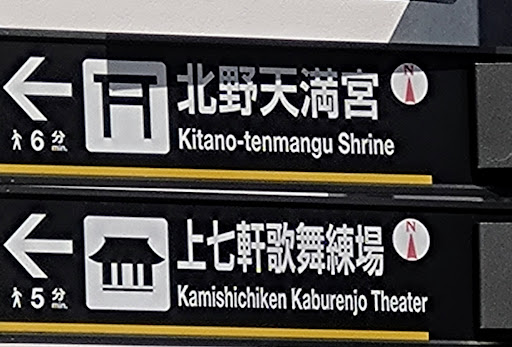 北野天満宮
N
6分
min.
Kitano-tenmangu Shrine
上七軒歌舞練場
N
5分
min.
Kamishichiken Kaburenjo Theater